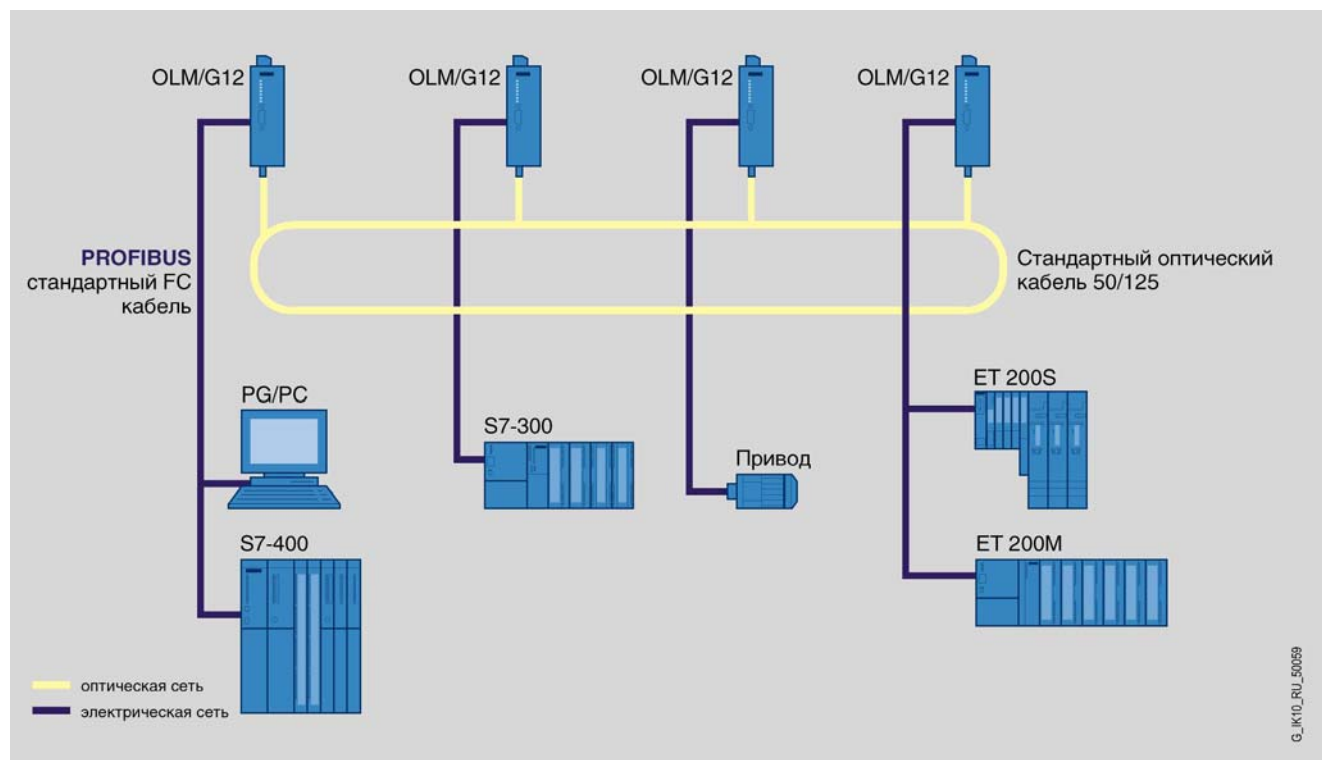 OLM/G12
OLM/G12
OLM/G12
OLM/G12
PROFIBUS
стандартный FC
кабель
Стандартный оптический
кабель 50/125
PG/PC
S7-300
Привод
ET 200S
S7-400
ET 200M
оптическая сеть
электрическая сеть
G_IK10_RU_50059